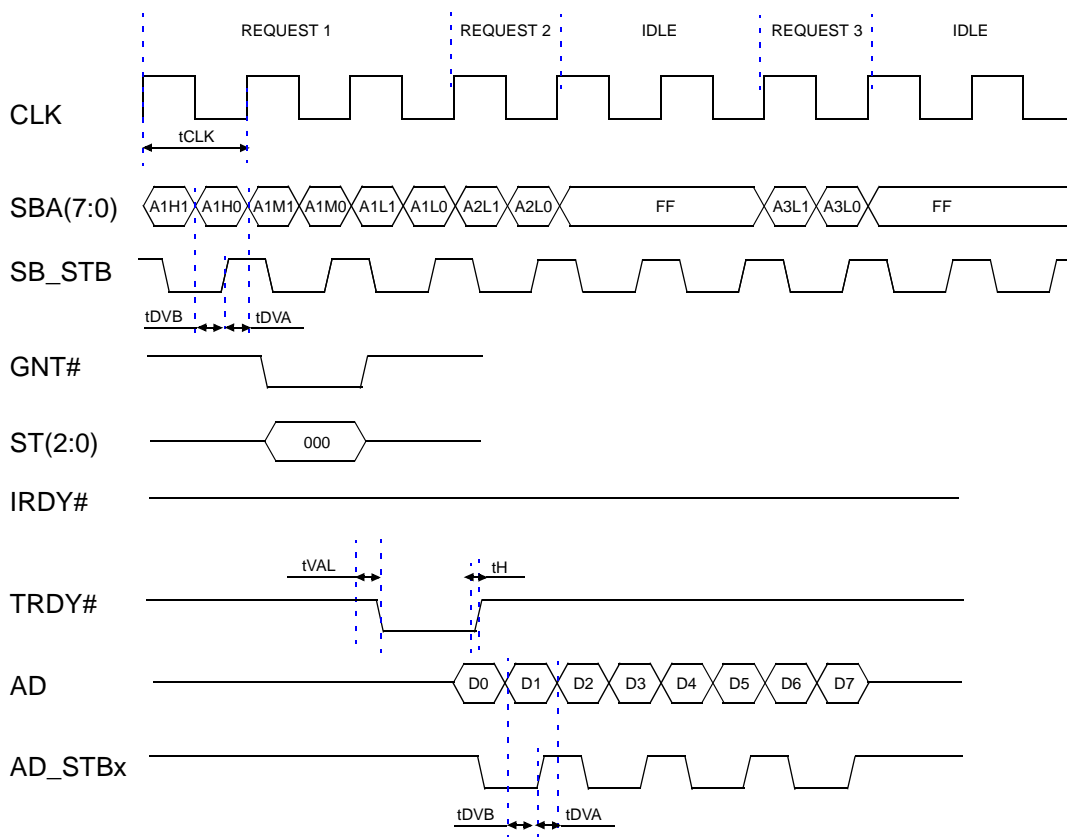 REQUEST 1 REQUEST 2 IDLE REQUEST 3 IDLE
CLK
tCLK
SBA(7:0) A1H1 A1H0 A1M1 A1M0 A1L1 A1L0 A2L1 A2L0 FF A3L1 A3L0 FF
SB_STB
tDVB tDVA
GNT#
ST(2:0) 000
IRDY#
tVAL tH
TRDY#
AD D0 D1 D2 D3 D4 D5 D6 D7
AD_STBx
tDVB tDVA